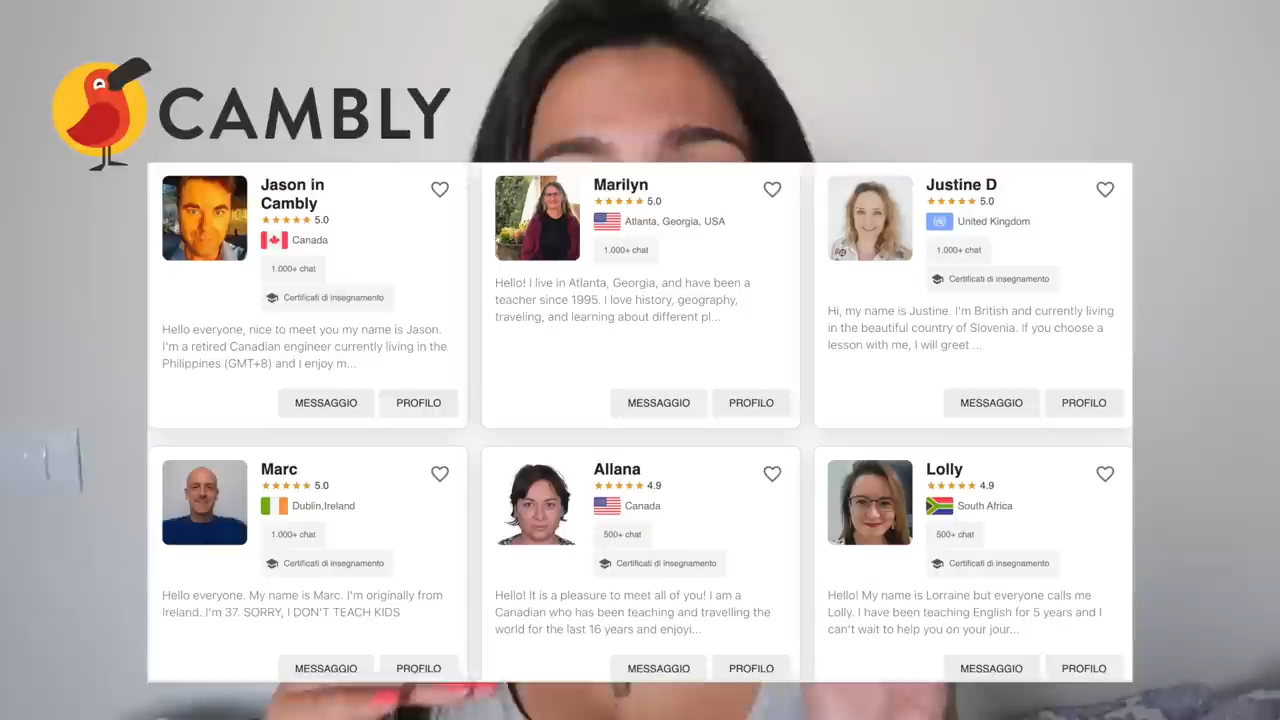 CAMBLY
Jason in
Cambly
5.0
Canada
1.000+ chat
Certificati di insegnamento
Hello everyone, nice to meet you my name is Jason.
I'm a retired Canadian engineer currently living in the
Philippines (GMT+8) and I enjoy m...
MESSAGGIO
PROFILO
Marilyn
5.0
Atlanta, Georgia, USA
1.000+ chat
Hello! I live in Atlanta, Georgia, and have been a
teacher since 1995. I love history, geography,
traveling, and learning about different pl...
MESSAGGIO
PROFILO
Justine D
5.0
United Kingdom
1.000+ chat
Certificati di insegnamento
Hi, my name is Justine. I'm British and currently living
in the beautiful country of Slovenia. If you choose a
lesson with me, I will greet ...
MESSAGGIO
PROFILO
Marc
5.0
Dublin,Ireland
1.000+ chat
Certificati di insegnamento
Hello everyone. My name is Marc. I'm originally from
Ireland. I'm 37. SORRY, I DON'T TEACH KIDS
MESSAGGIO
PROFILO
Allana
4.9
Canada
500+ chat
Certificati di insegnamento
Hello! It is a pleasure to meet all of you! I am a
Canadian who has been teaching and travelling the
world for the last 16 years and enjoyi...
MESSAGGIO
PROFILO
Lolly
4.9
South Africa
500+ chat
Certificati di insegnamento
Hello! My name is Lorraine but everyone calls me
Lolly. I have been teaching English for 5 years and I
can't wait to help you on your jour...
MESSAGGIO
PROFILO